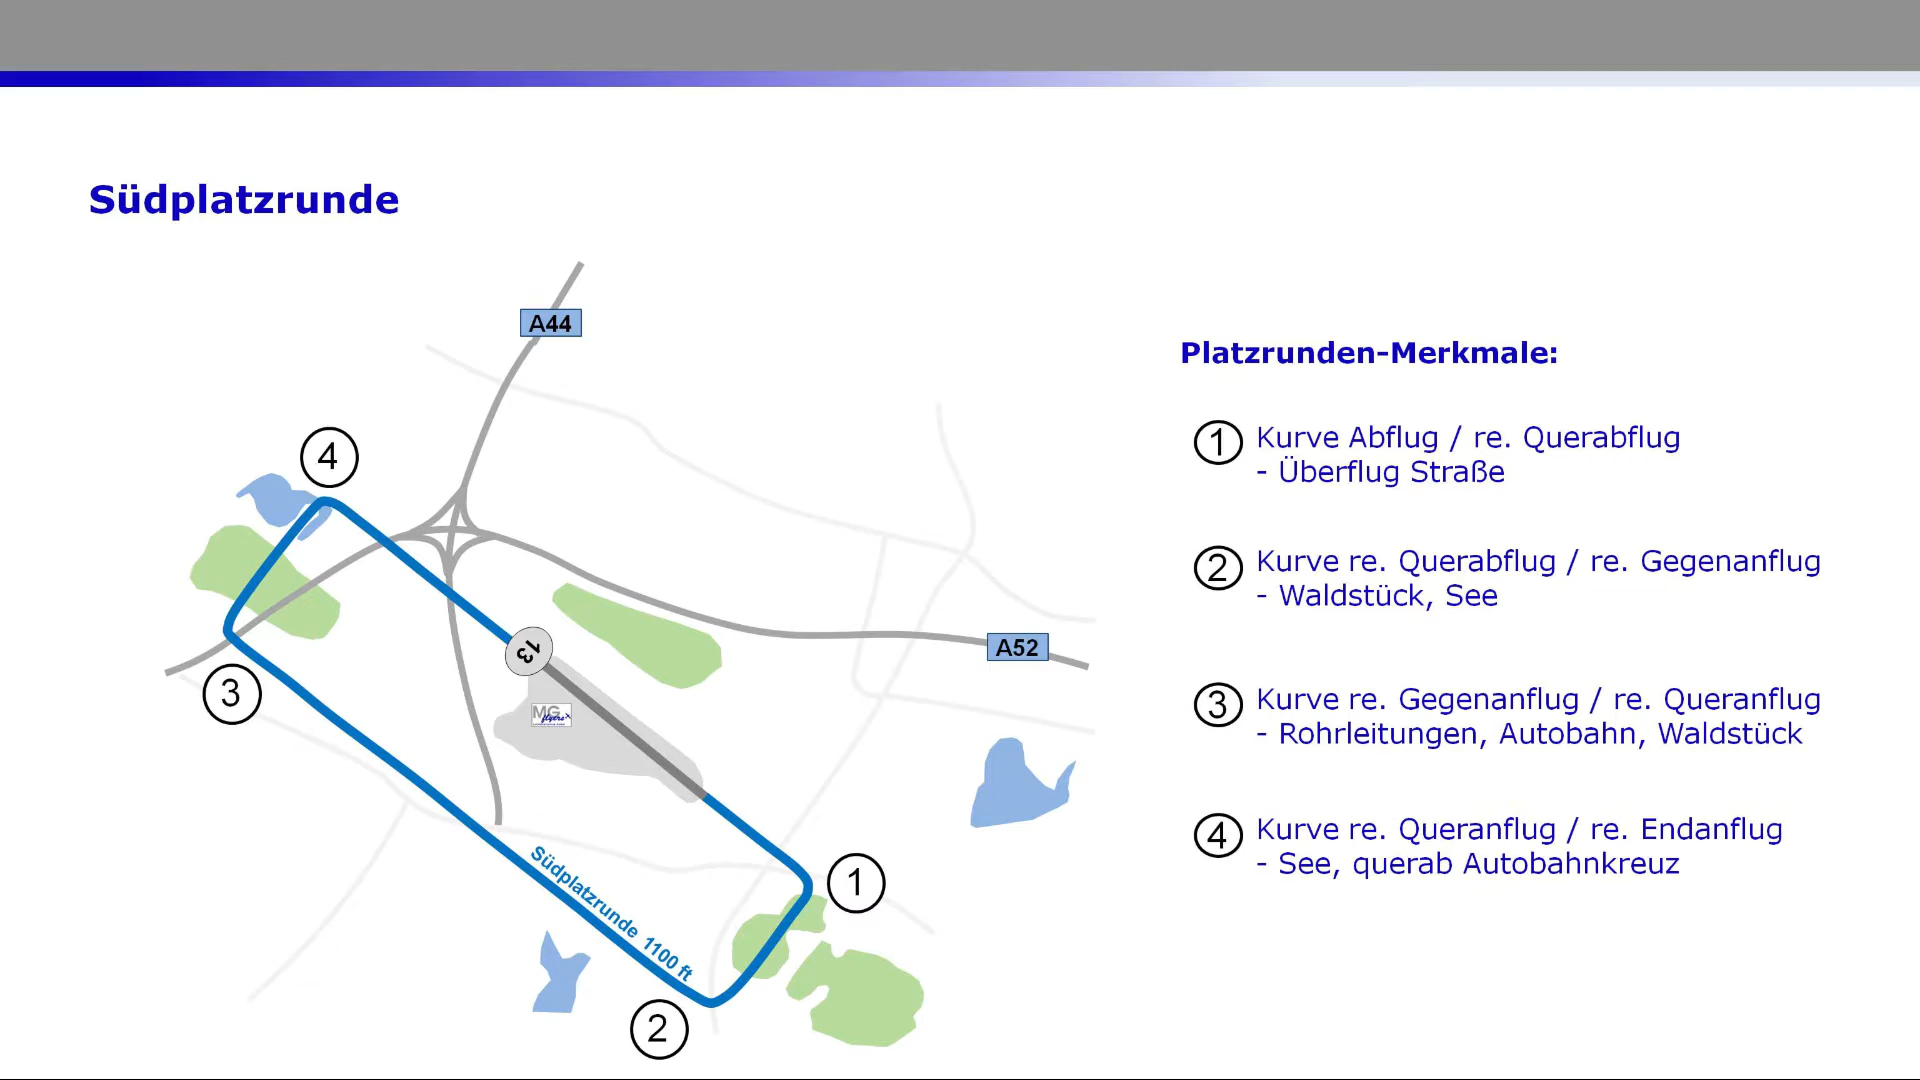 Südplatzrunde
A44
Platzrunden-Merkmale:
1 Kurve Abflug / re. Querabflug
- Überflug Straße
4
2 Kurve re. Querabflug / re. Gegenanflug
- Waldstück, See
13
A52
3
3 Kurve re. Gegenanflug / re. Queranflug
- Rohrleitungen, Autobahn, Waldstück
MG
flyers
4 Kurve re. Queranflug / re. Endanflug
- See, querab Autobahnkreuz
1
Südplatzrunde 1100 ft
2